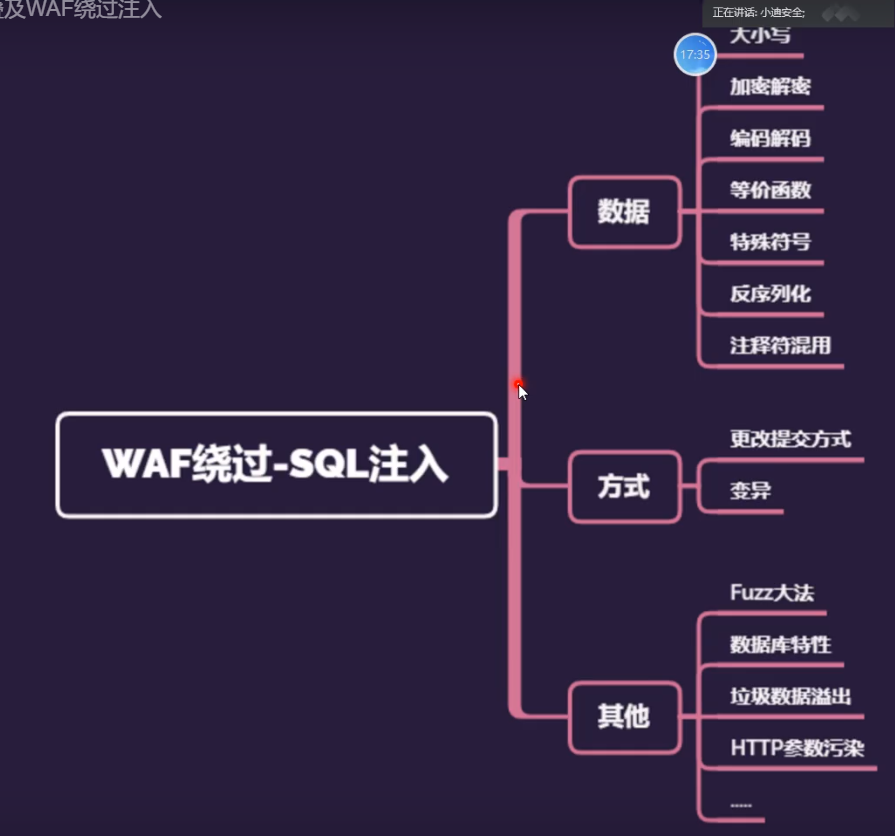 及WAF绕过注入
正在讲话: 小迪安全;
17:35
大小写
加密解密
编码解码
等价函数
特殊符号
反序列化
注释符混用
数据
WAF绕过-SQL注入
方式
更改提交方式
变异
其他
Fuzz大法
数据库特性
垃圾数据溢出
HTTP参数污染
.....